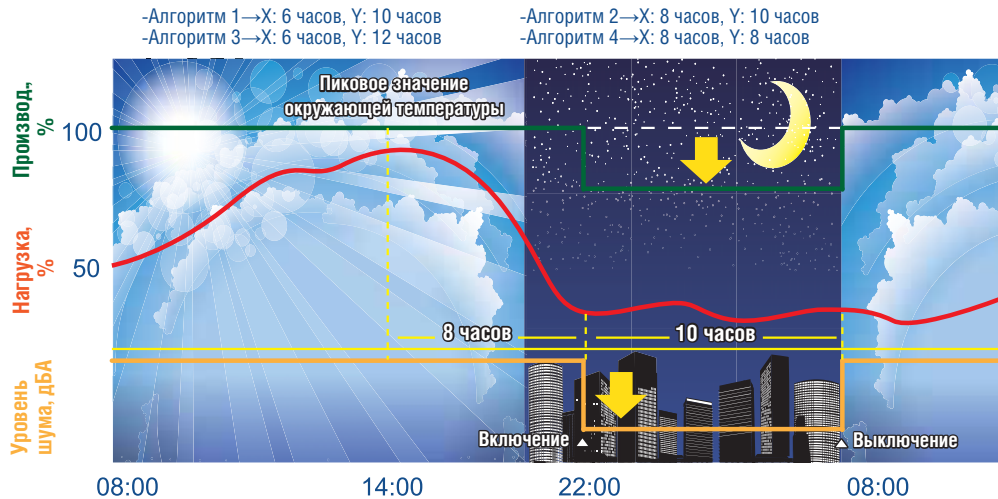 -Алгоритм 1→X: 6 часов, Y: 10 часов
-Алгоритм 2→X: 8 часов, Y: 10 часов
-Алгоритм 3→X: 6 часов, Y: 12 часов
-Алгоритм 4→X: 8 часов, Y: 8 часов
Производ,
%
100
Пиковое значение
окружающей температуры
Нагрузка,
%
50
8 часов
10 часов
Уровень
шума, дБА
Включение
Выключение
08:00
14:00
22:00
08:00